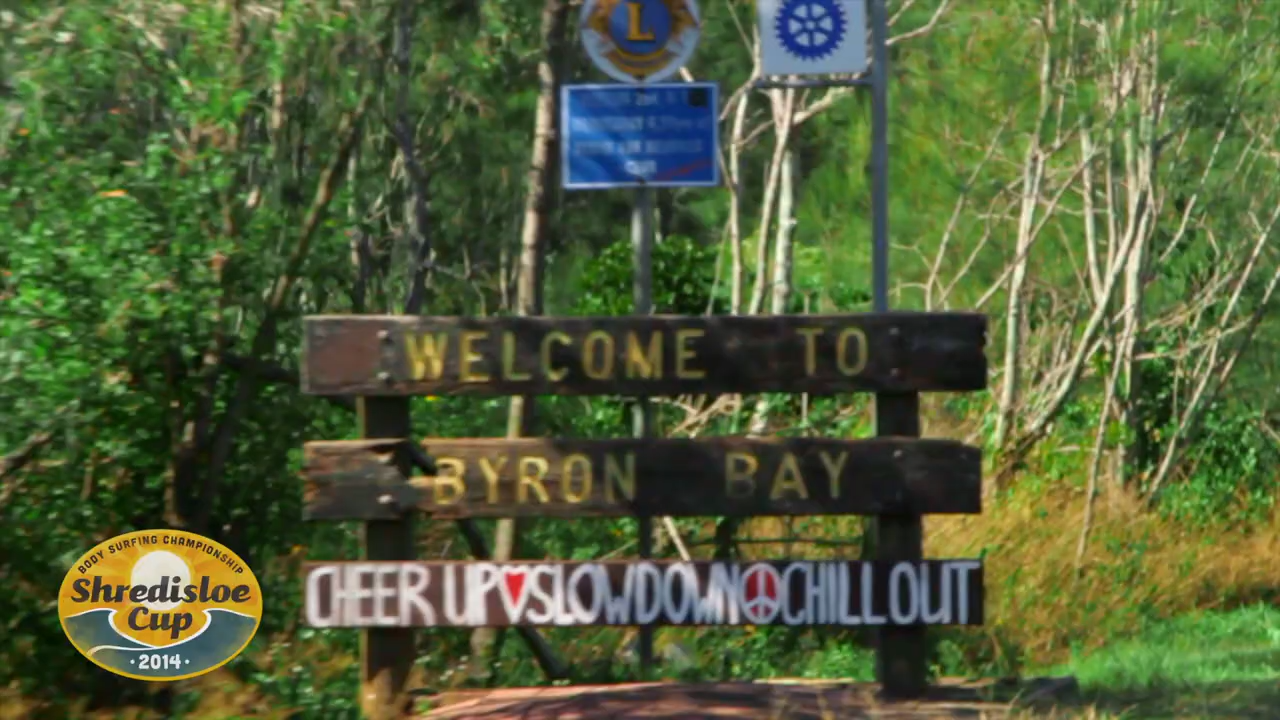 L
WELCOME TO
BYRON BAY
CHEER UP SLOW DOWN CHILL OUT
BODY SURFING CHAMPIONSHIP
Shredisloe
Cup
· 2014 ·